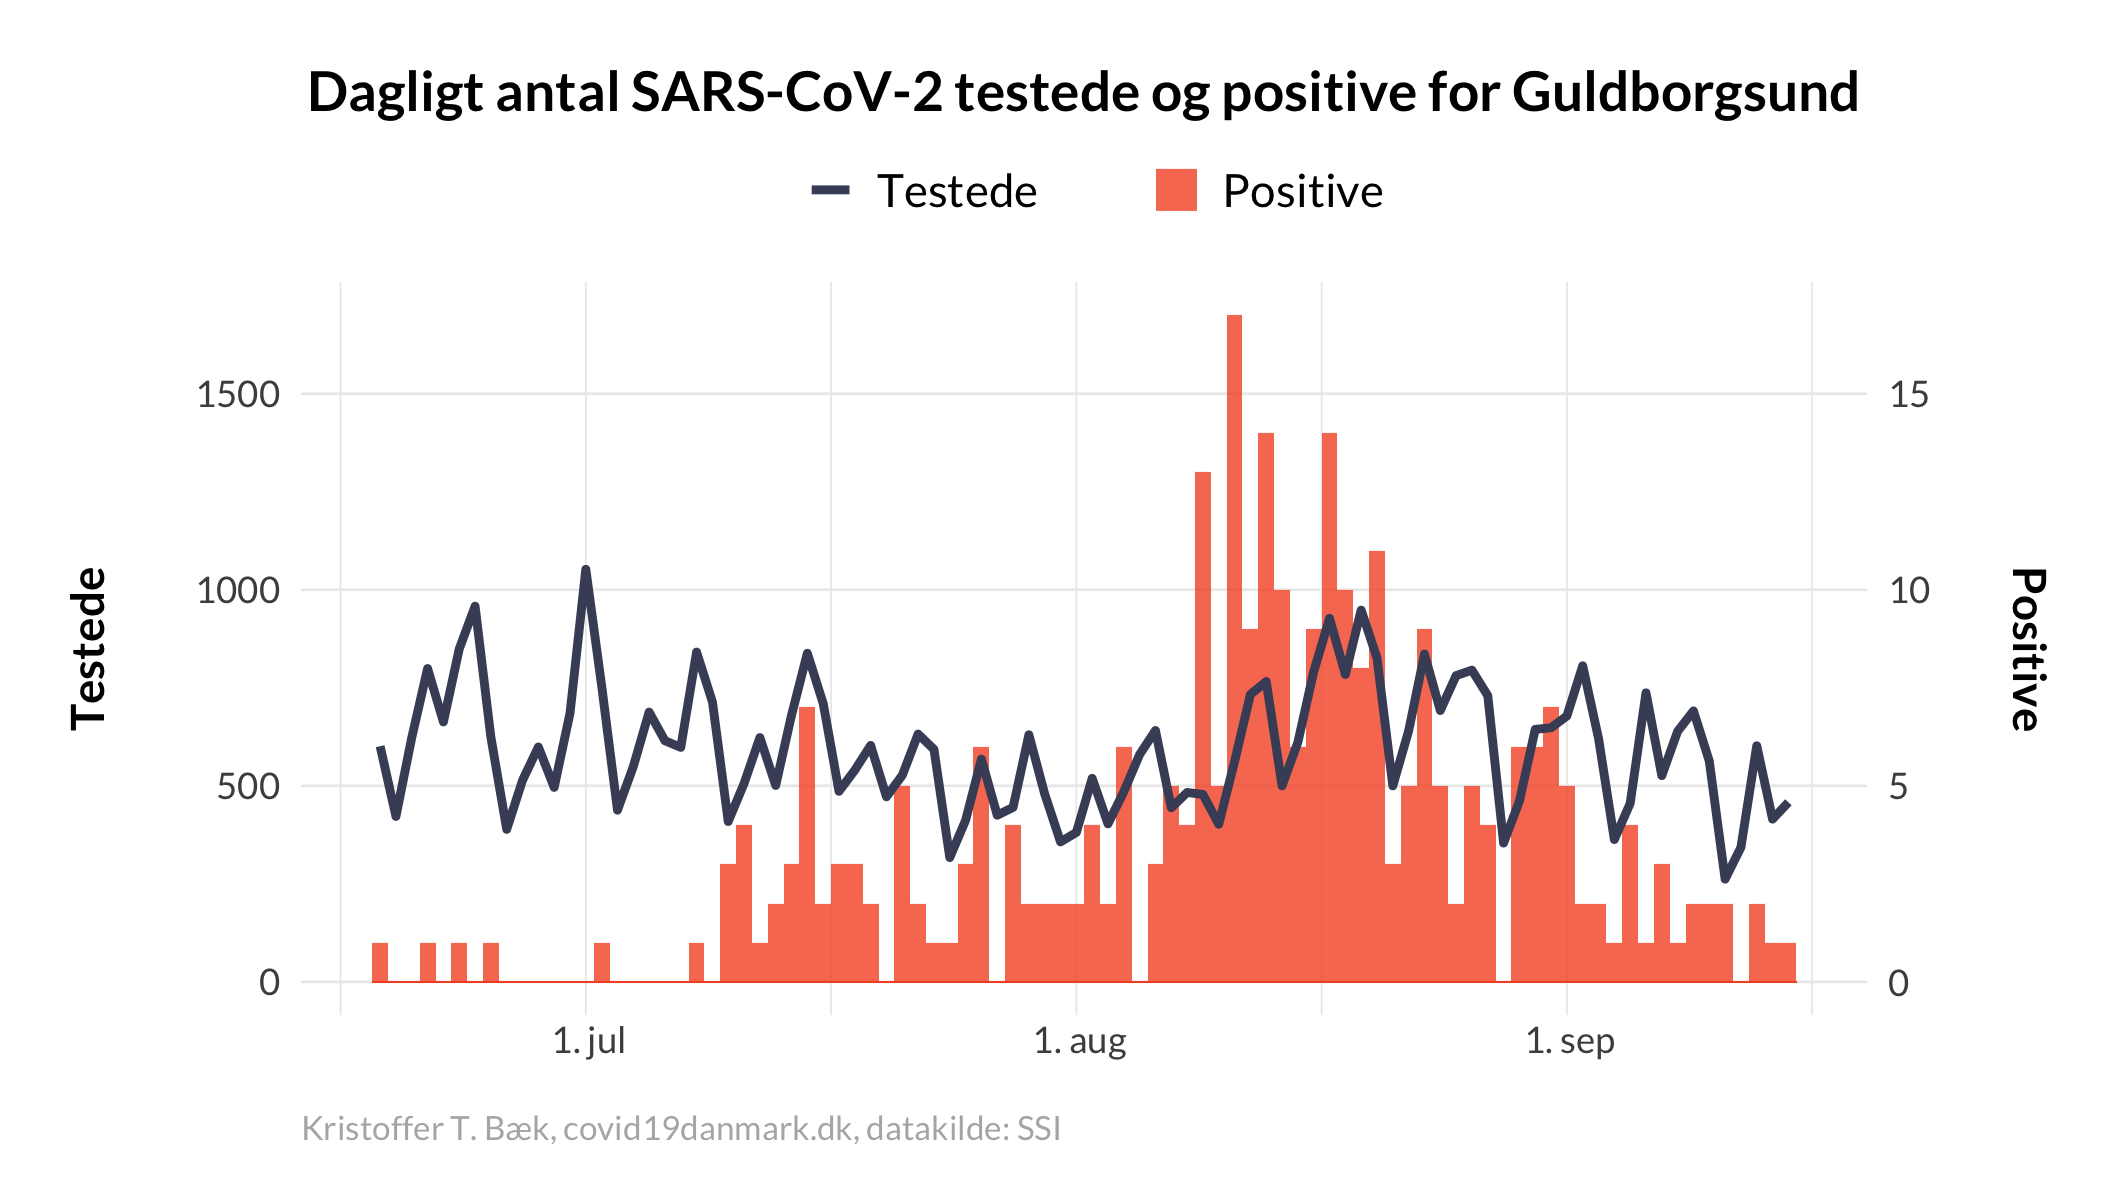 Dagligt antal SARS-CoV-2 testede og positive for Guldborgsund
Testede
Positive
1500
1000
500
0
15
10
5
0
Testede
Positive
1. jul
1. aug
1. sep
Kristoffer T. Bæk, covid19danmark.dk, datakilde: SSI